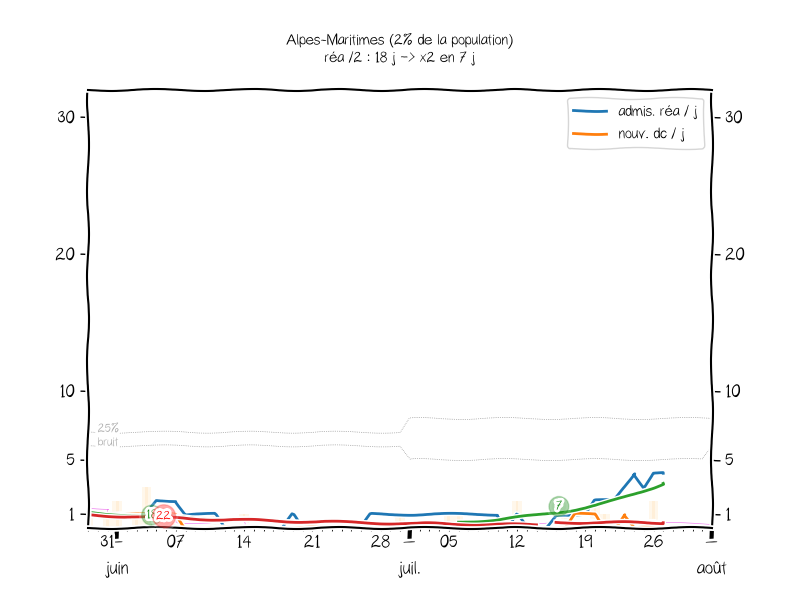 Alpes-Maritimes (2% de la population)
réa /2 : 18 j -> x2 en 7 j
admis. réa / j
nouv. dc / j
30
30
20
20
10
10
25%
bruit
5
5
7
22
1
1
31
07
14
21
28
05
12
19
26
juin
juil.
août